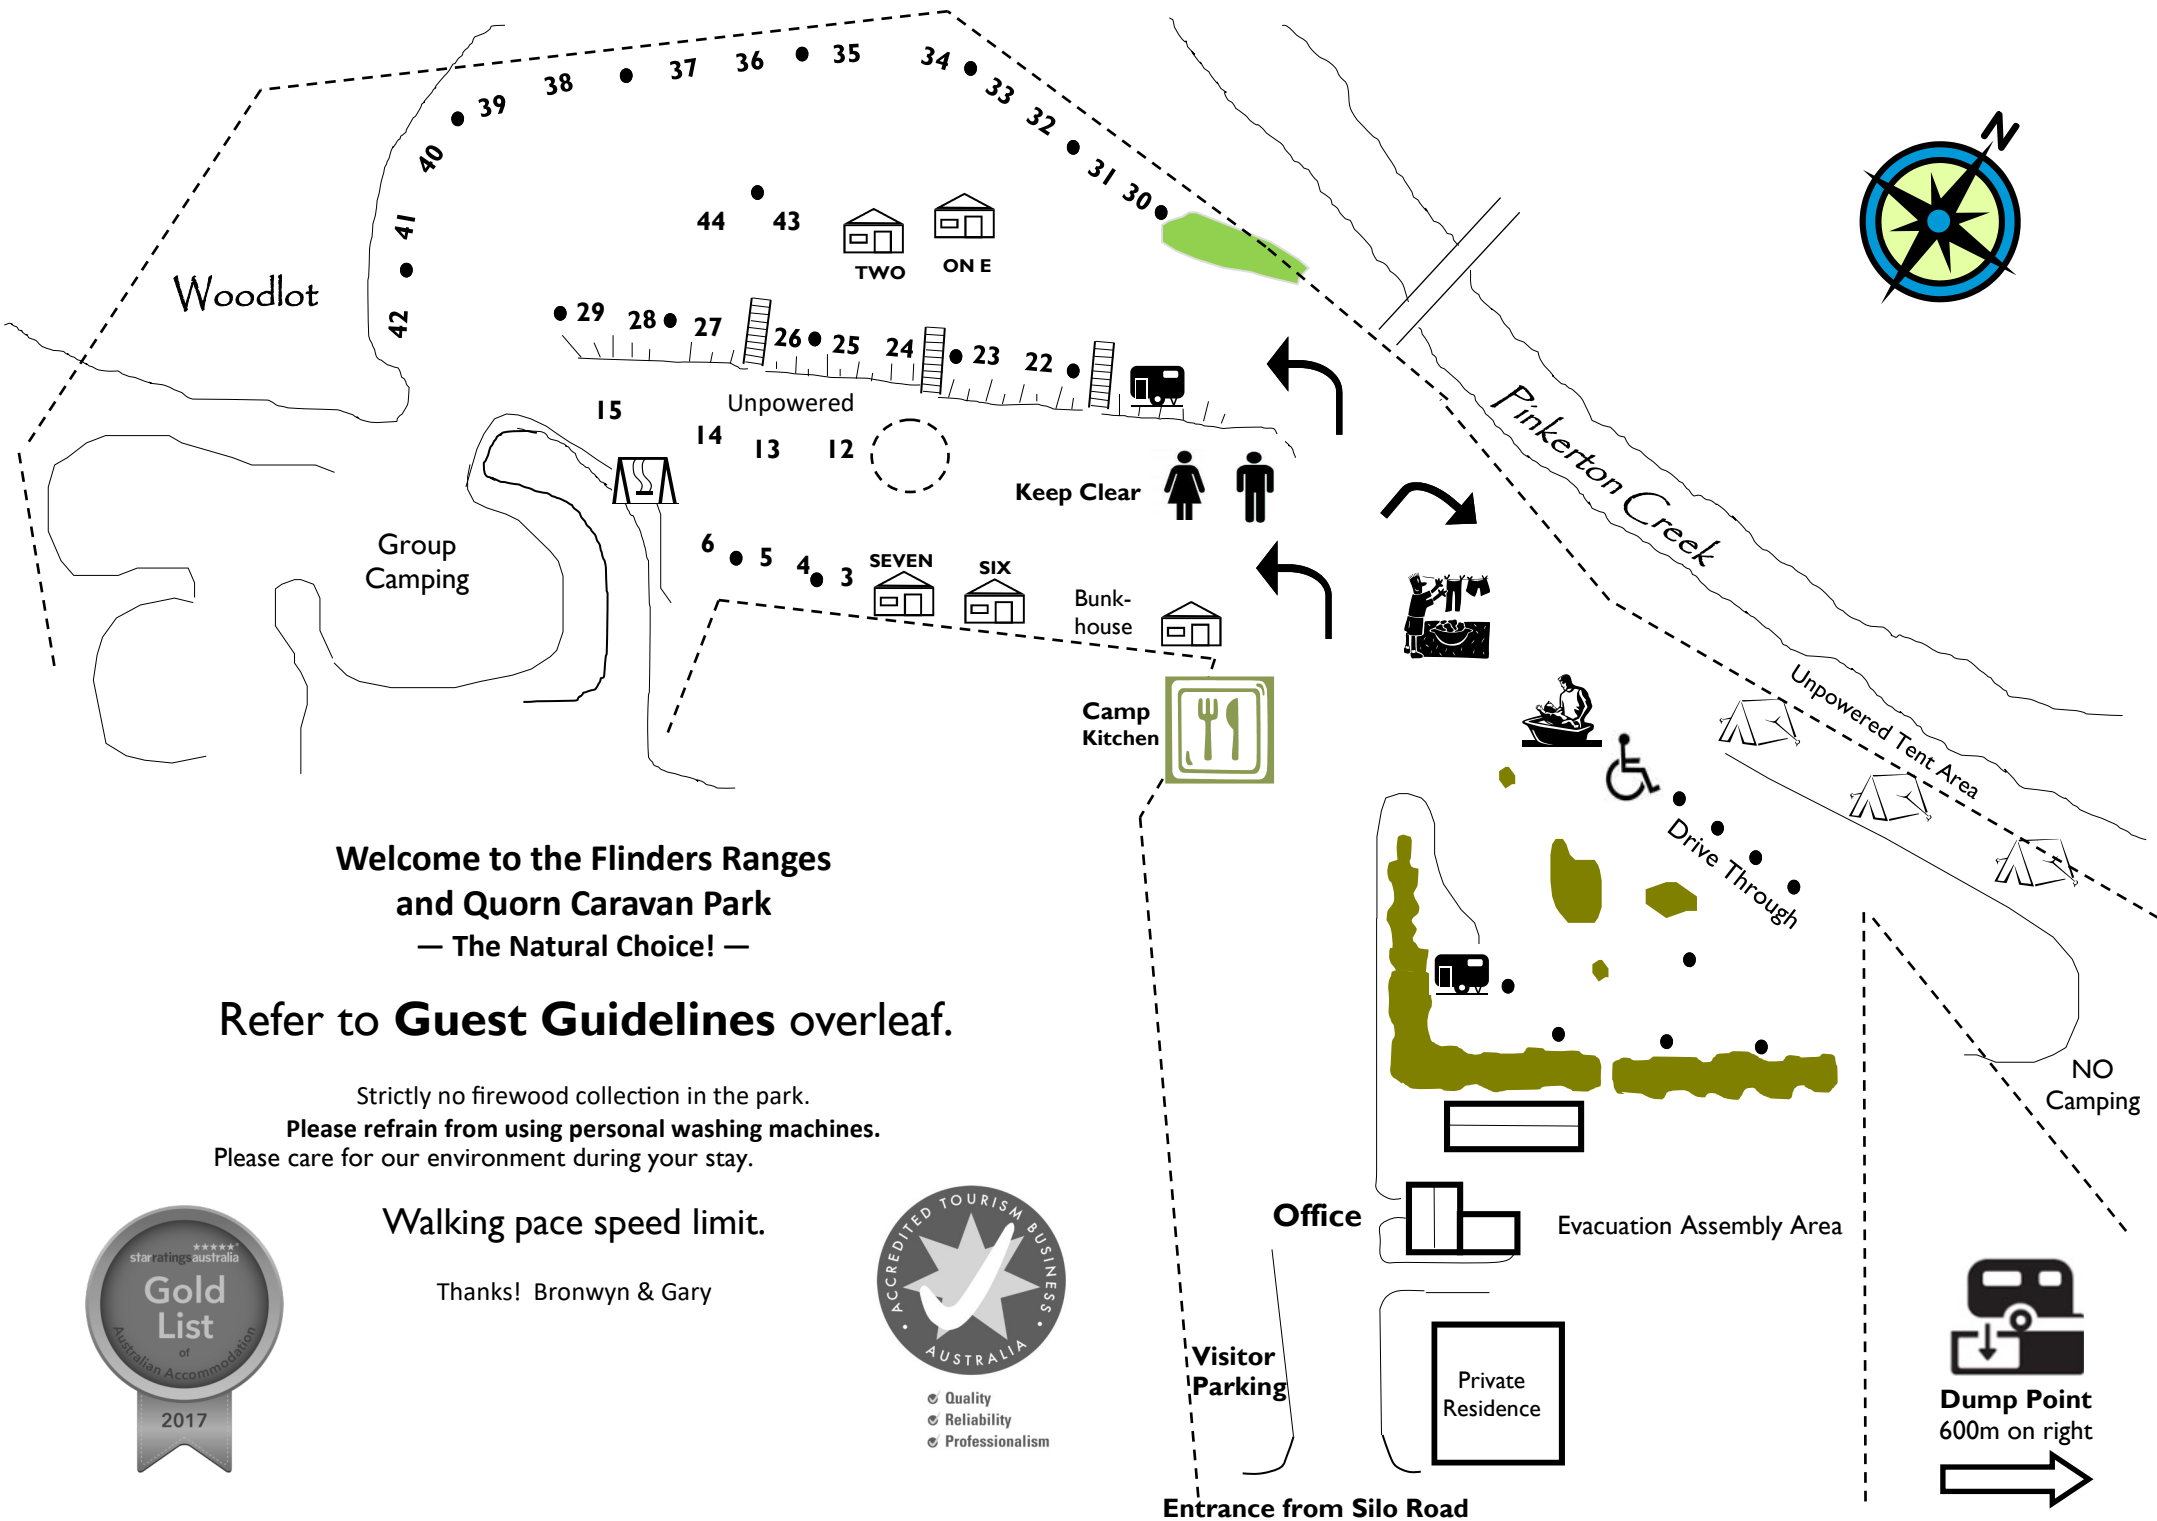 N
38
37
36
35
34
33
32
31
30
39
40
41
42
44
43
TWO
ON E
Woodlot
29
28
27
26
25
24
23
22
15
Unpowered
14
13
12
Keep Clear
Pinkerton Creek
Group
Camping
6
5
4
3
SEVEN
SIX
Bunk-
house
Camp
Kitchen
Unpowered Tent Area
Drive Through
Welcome to the Flinders Ranges
and Quorn Caravan Park
— The Natural Choice! —
Refer to Guest Guidelines overleaf.
Strictly no firewood collection in the park.
Please refrain from using personal washing machines.
Please care for our environment during your stay.
Walking pace speed limit.
Thanks! Bronwyn & Gary
NO
Camping
Office
Evacuation Assembly Area
Visitor
Parking
Private
Residence
Entrance from Silo Road
Dump Point
600m on right
★★★★★
starratingsaustralia
Gold
List
of
Australian Accommodation
2017
• ACCREDITED TOURISM BUSINESS •
AUSTRALIA
Quality
Reliability
Professionalism